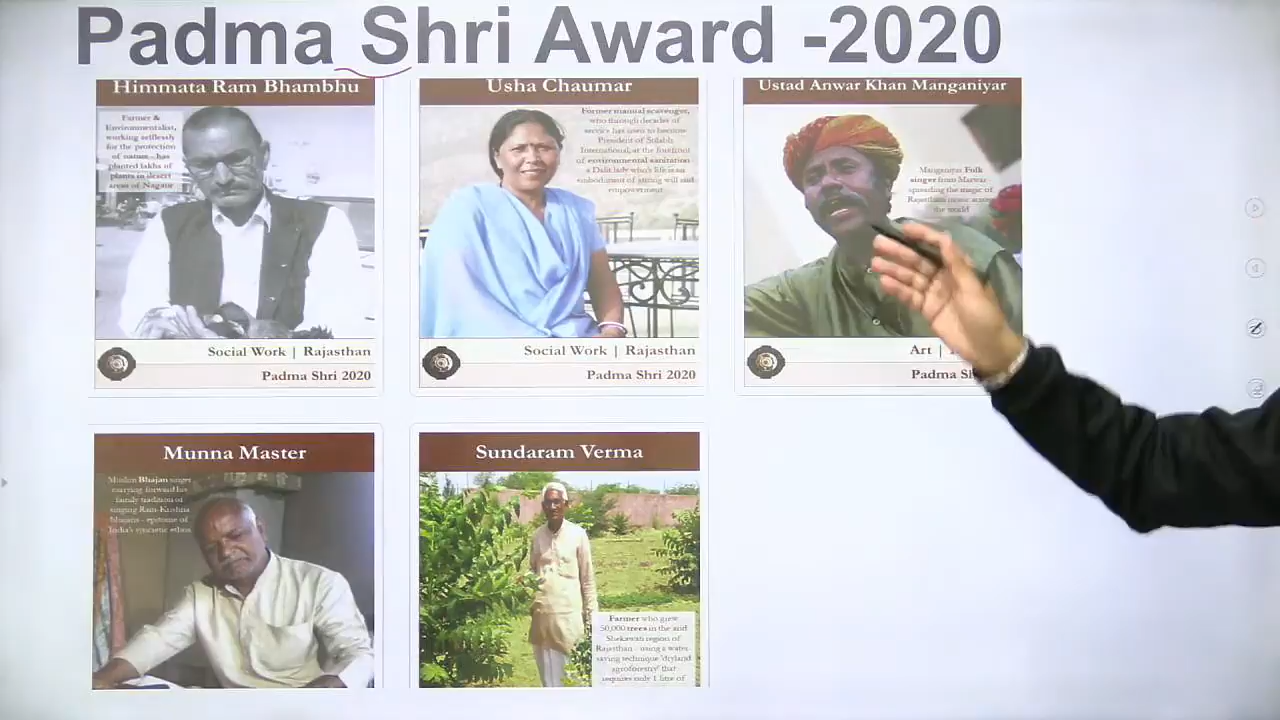 Padma Shri Award -2020
Himmata Ram Bhambhu
Farmer &
Environmentalist,
working selflessly
for the protection
of nature - has
planted lakhs of
plants in desert
areas of Nagaur
Social Work | Rajasthan
Padma Shri 2020
Usha Chaumar
Former manual scavenger,
who through decades of
service has risen to become
President of Sulabh
International, at the forefront
of environmental sanitation
a Dalit lady who's life is an
embodiment of strong will and
empowerment
Social Work | Rajasthan
Padma Shri 2020
Ustad Anwar Khan Manganiyar
Manganiyar Folk
singer from Marwar
spreading the magic of
Rajasthani music across
the world
Art |
Padma Sh
Munna Master
Muslim Bhajan singer
carrying forward his
family tradition of
singing Ram-Krishna
bhajans - epitome of
India's syncretic ethos
Sundaram Verma
Farmer who grew
50,000 trees in the arid
Shekawati region of
Rajasthan - using a water-
saving technique 'dryland
agroforestry' that
requires only 1 litre of